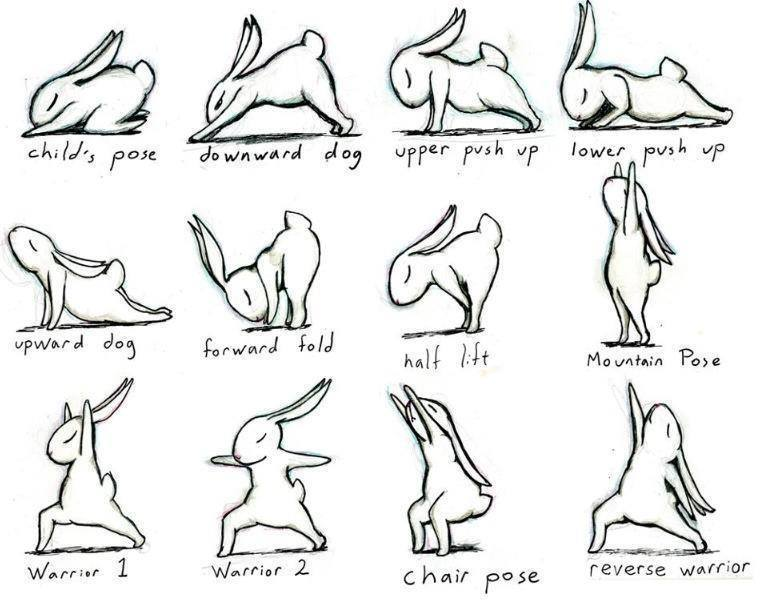 child's pose
downward dog
upper push up
lower push up
upward dog
forward fold
half lift
Mountain Pose
Warrior 1
Warrior 2
chair pose
reverse warrior